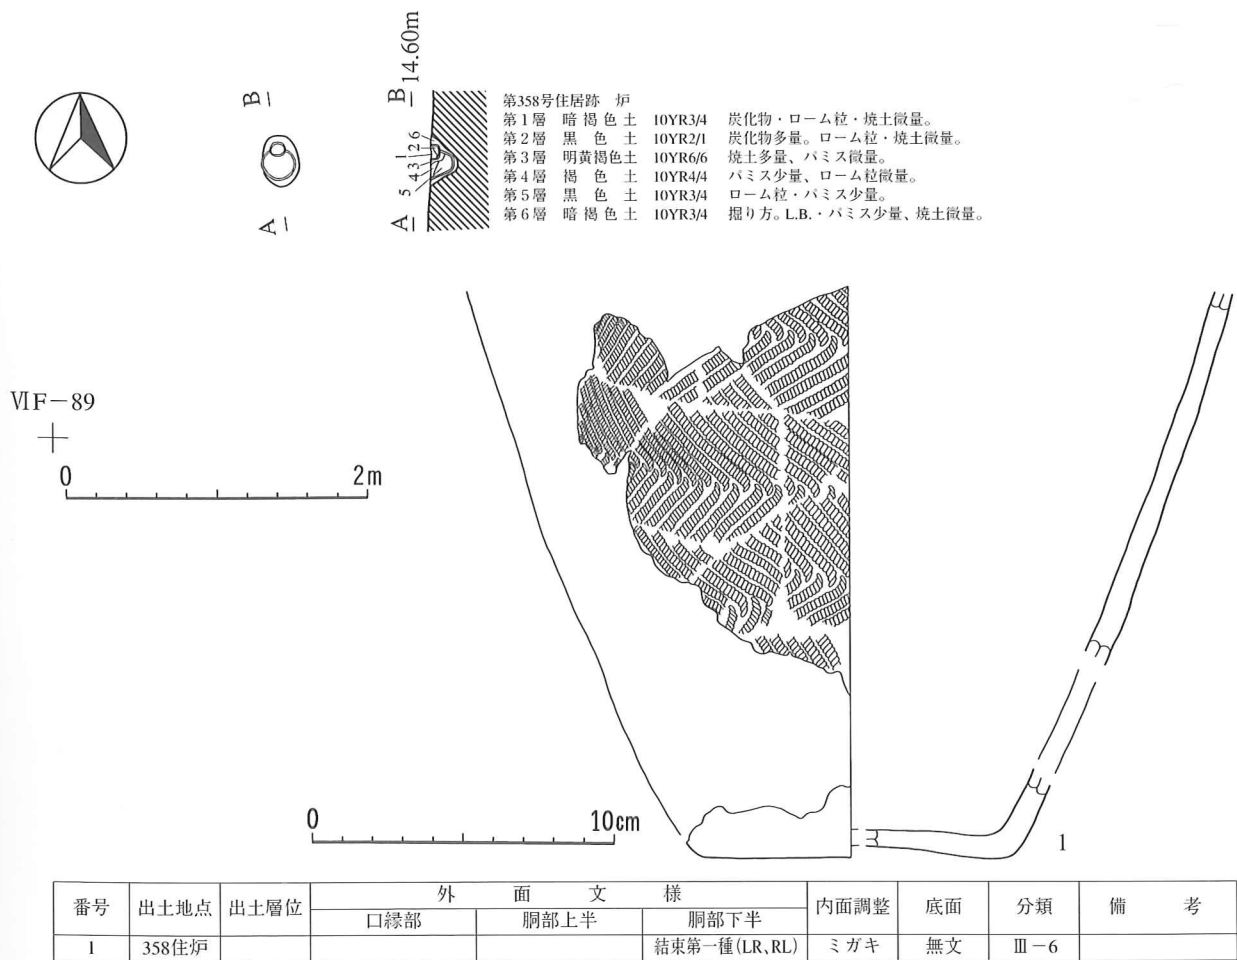 B
A
B 14.60m
1 2 6
4 3
5
A
第358号住居跡 炉
第1層 暗褐色土 10YR3/4 炭化物・ローム粒・焼土微量。
第2層 黒色土 10YR2/1 炭化物多量。ローム粒・焼土微量。
第3層 明黄褐色土 10YR6/6 焼土多量、パミス微量。
第4層 褐色土 10YR4/4 パミス少量、ローム粒微量。
第5層 黒色土 10YR3/4 ローム粒・パミス少量。
第6層 暗褐色土 10YR3/4 掘り方。L.B.・パミス少量、焼土微量。
ⅥF-89
0 2m
0 10cm
1
番号 出土地点 出土層位 外面文様 内面調整 底面 分類 備考
口縁部 胴部上半 胴部下半
1 358住炉 結束第一種(LR、RL) ミガキ 無文 Ⅲ-6